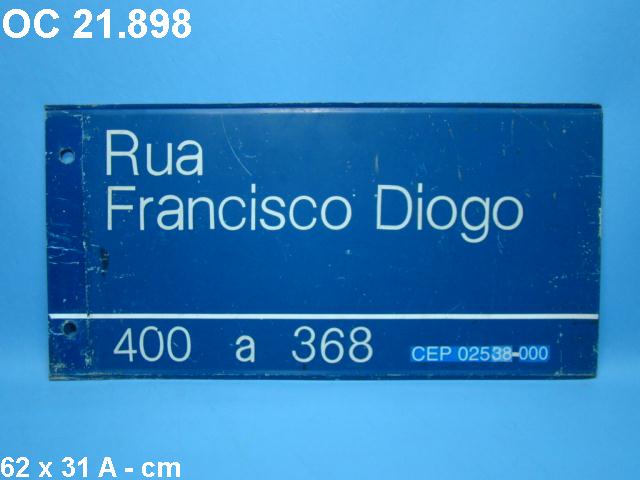 OC 21.898
Rua
Francisco Diogo
400 a 368 CEP 02538-000
62 x 31 A - cm